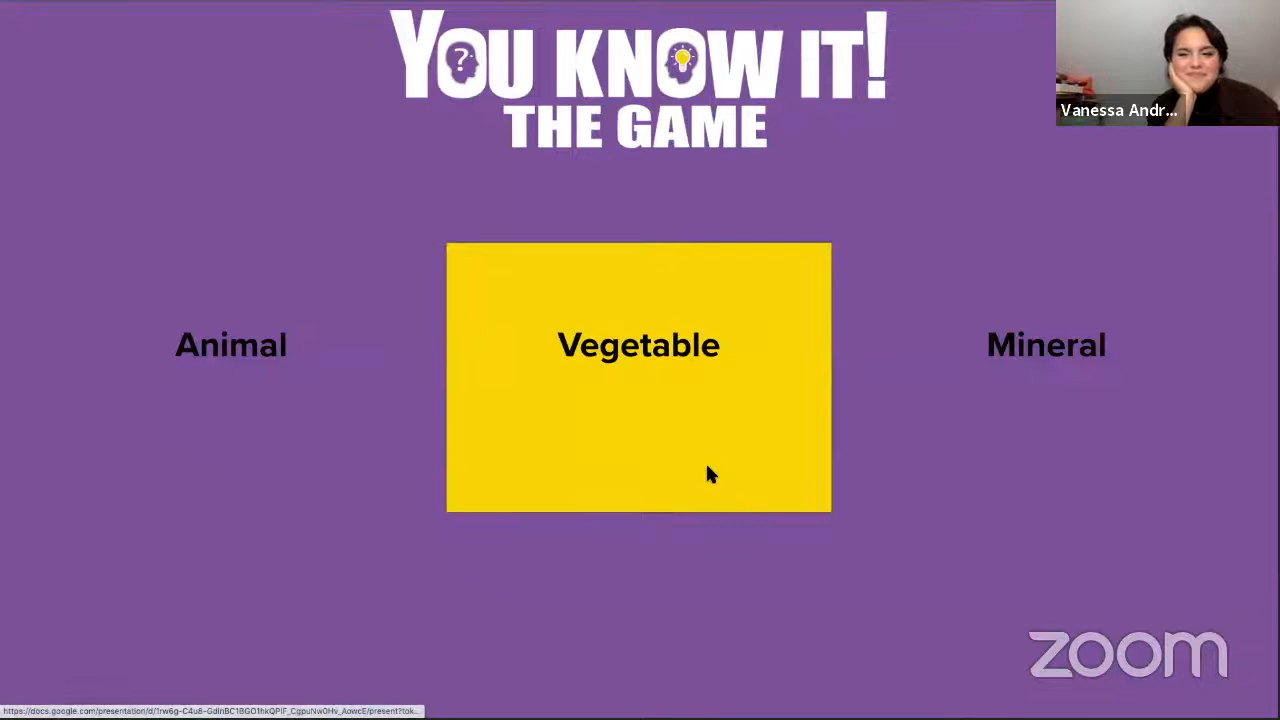 YOU KNOW IT!
THE GAME
Vanessa Andr...
Animal
Vegetable
Mineral
zoom